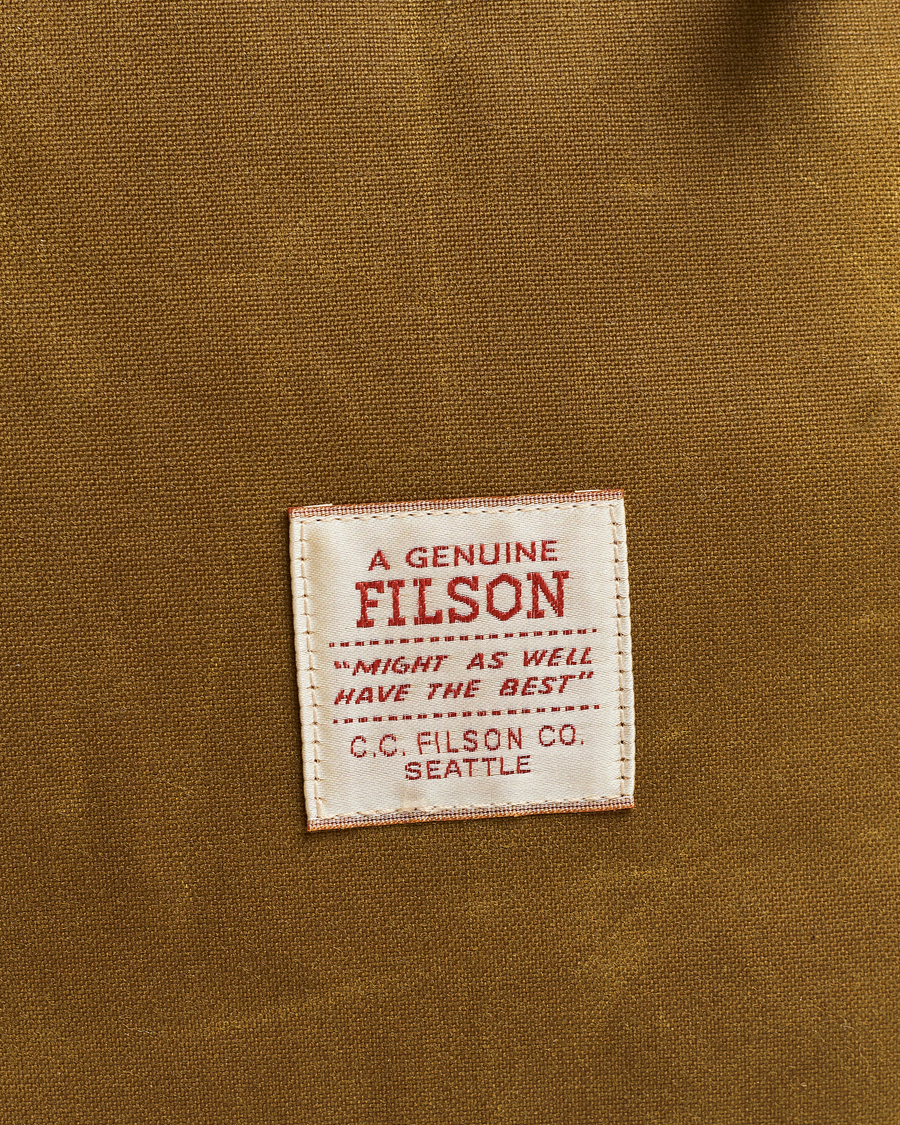 A GENUINE
FILSON
"MIGHT AS WELL
HAVE THE BEST"
C.C. FILSON CO.
SEATTLE